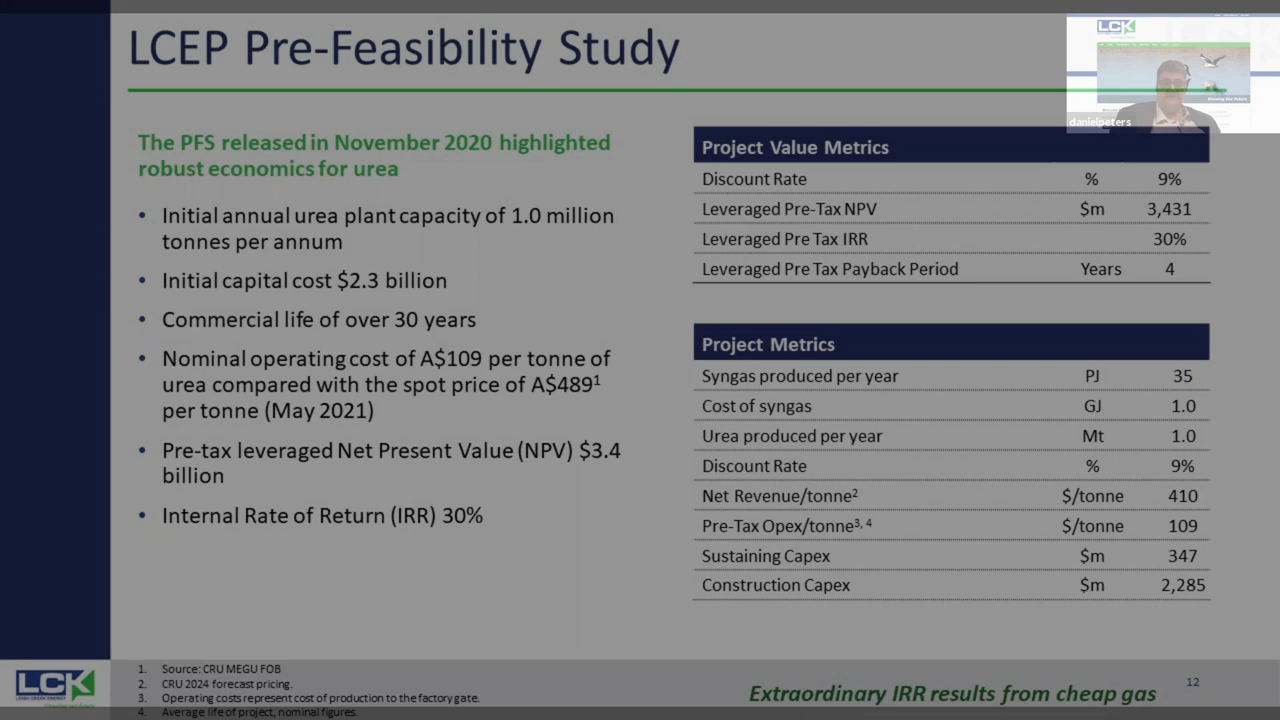 LCEP Pre-Feasibility Study
LCK
danielpeters
The PFS released in November 2020 highlighted
robust economics for urea
• Initial annual urea plant capacity of 1.0 million
tonnes per annum
• Initial capital cost $2.3 billion
• Commercial life of over 30 years
• Nominal operating cost of A$109 per tonne of
urea compared with the spot price of A$489¹
per tonne (May 2021)
• Pre-tax leveraged Net Present Value (NPV) $3.4
billion
• Internal Rate of Return (IRR) 30%
Project Value Metrics
Discount Rate % 9%
Leveraged Pre-Tax NPV $m 3,431
Leveraged Pre Tax IRR 30%
Leveraged Pre Tax Payback Period Years 4
Project Metrics
Syngas produced per year PJ 35
Cost of syngas GJ 1.0
Urea produced per year Mt 1.0
Discount Rate % 9%
Net Revenue/tonne² $/tonne 410
Pre-Tax Opex/tonne³, ⁴ $/tonne 109
Sustaining Capex $m 347
Construction Capex $m 2,285
LCK
LEIGH CREEK ENERGY
1. Source: CRU MEGU FOB
2. CRU 2024 forecast pricing.
3. Operating costs represent cost of production to the factory gate.
4. Average life of project, nominal figures.
Extraordinary IRR results from cheap gas
12